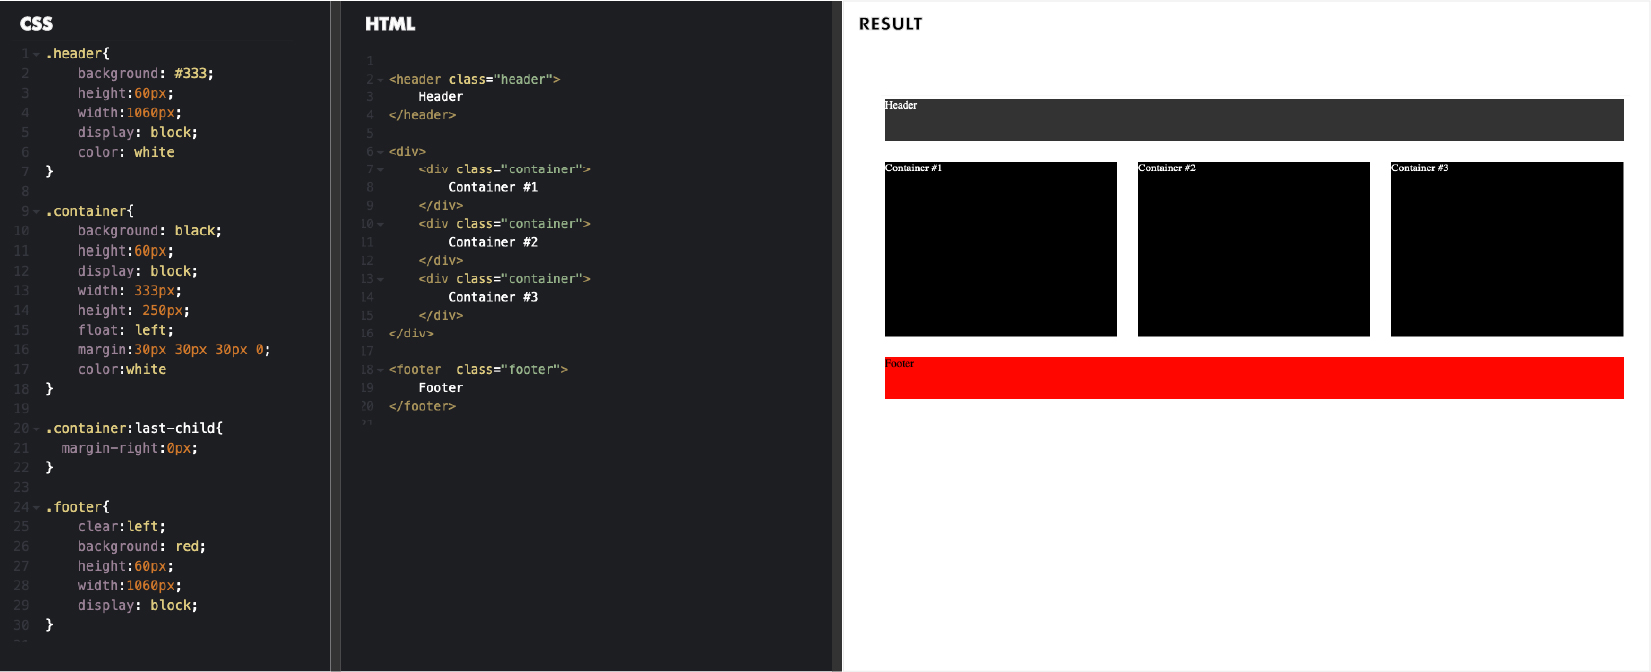 CSS
1 .header{
2 background: #333;
3 height:60px;
4 width:1060px;
5 display: block;
6 color: white
7 }
8
9 .container{
10 background: black;
11 height:60px;
12 display: block;
13 width: 333px;
14 height: 250px;
15 float: left;
16 margin:30px 30px 30px 0;
17 color:white
18 }
19
20 .container:last-child{
21 margin-right:0px;
22 }
23
24 .footer{
25 clear:left;
26 background: red;
27 height:60px;
28 width:1060px;
29 display: block;
30 }
HTML
1
2 <header class="header">
3 Header
4 </header>
5
6 <div>
7 <div class="container">
8 Container #1
9 </div>
10 <div class="container">
11 Container #2
12 </div>
13 <div class="container">
14 Container #3
15 </div>
16 </div>
17
18 <footer  class="footer">
19 Footer
20 </footer>
RESULT
Header
Container #1
Container #2
Container #3
Footer